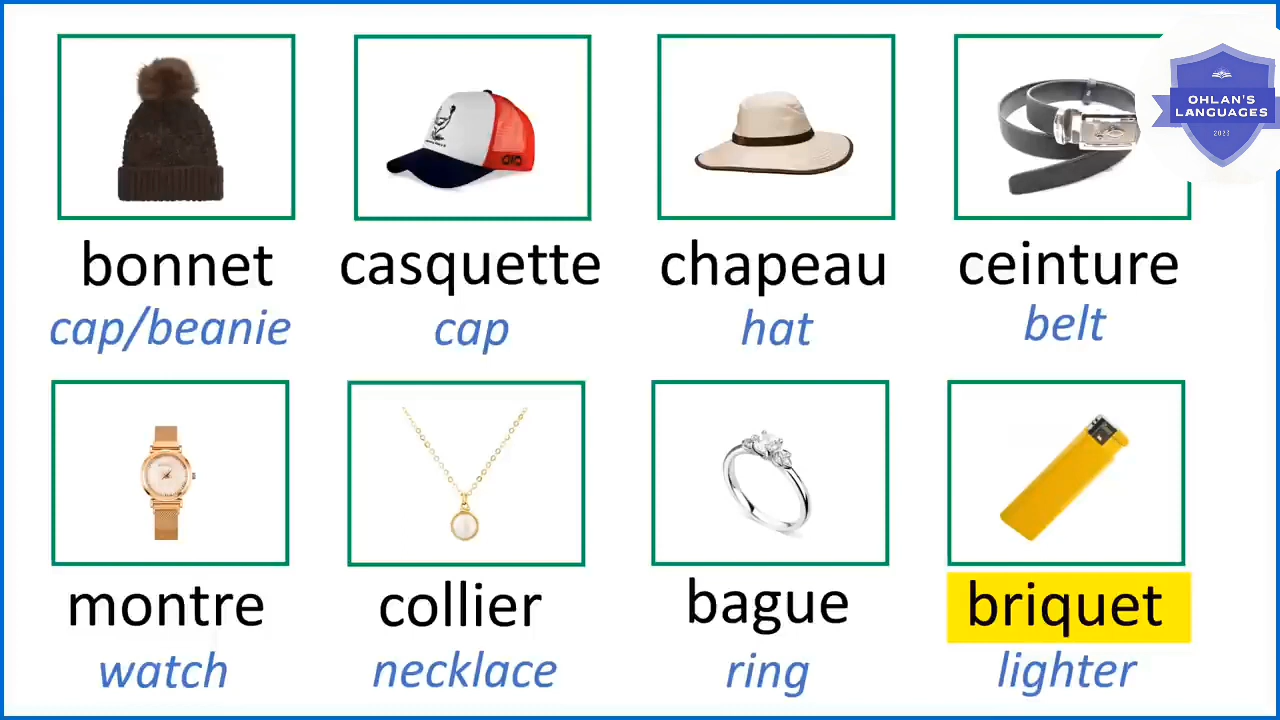 OHLAN'S
LANGUAGES
2023
bonnet
casquette
chapeau
ceinture
cap/beanie
cap
hat
belt
montre
collier
bague
briquet
watch
necklace
ring
lighter